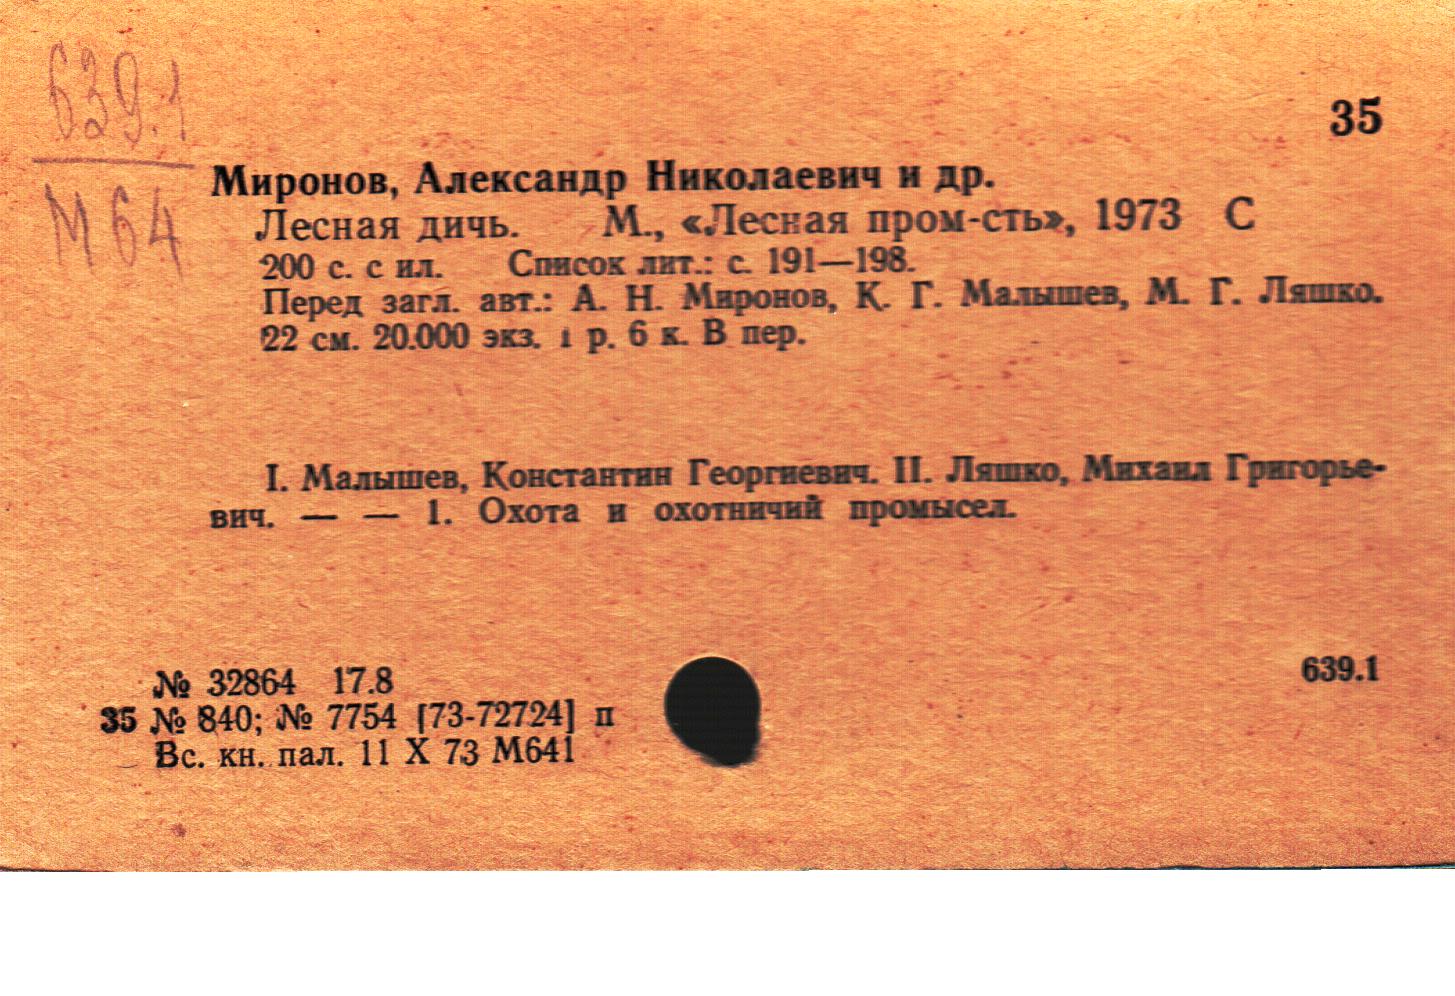 639.1
35
М64
Миронов, Александр Николаевич и др.
Лесная дичь. М., «Лесная пром-сть», 1973 С
200 с. с ил. Список лит.: с. 191—198.
Перед загл. авт.: А. Н. Миронов, К. Г. Малышев, М. Г. Ляшко.
22 см. 20.000 экз. 1 р. 6 к. В пер.
I. Малышев, Константин Георгиевич. II. Ляшко, Михаил Григорье-
вич. — — 1. Охота и охотничий промысел.
№ 32864 17.8
639.1
35 № 840; № 7754 [73-72724] п
Вс. кн. пал. 11 X 73 М641